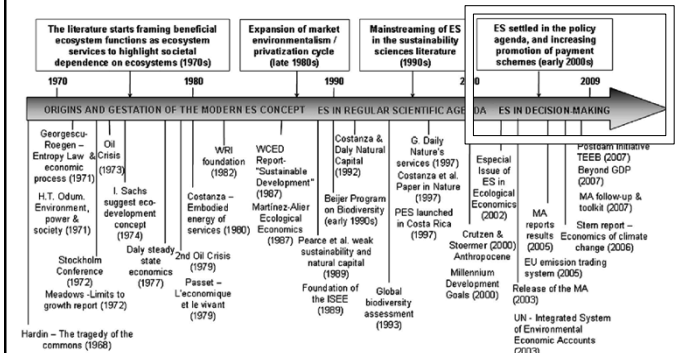 The literature starts framing beneficial
ecosystem functions as ecosystem
services to highlight societal
dependence on ecosystems (1970s)
Expansion of market
environmentalism /
privatization cycle
(late 1980s)
Mainstreaming of ES
in the sustainability
sciences literature
(1990s)
ES settled in the policy
agenda, and increasing
promotion of payment
schemes (early 2000s)
1970
1980
1990
2009
ORIGINS AND GESTATION OF THE MODERN ES CONCEPT
ES IN REGULAR SCIENTIFIC AGENDA
ES IN DECISION-MAKING
Georgescu-
Roegen –
Entropy Law &
economic
process (1971)
H.T. Odum.
Environment,
power &
society (1971)
Stockholm
Conference
(1972)
Meadows -Limits to
growth report (1972)
Hardin – The tragedy of the
commons (1968)
Oil
Crisis
(1973)
I. Sachs
suggest eco-
development
concept
(1974)
Daly steady
state
economics
(1977)
2nd Oil Crisis
(1979)
Passet –
L'economique
et le vivant
(1979)
WRI
foundation
(1982)
Costanza –
Embodied
energy of
services (1980)
WCED
Report-
"Sustainable
Development"
(1987)
Martínez-Alier
Ecological
Economics
(1987)
Pearce et al. weak
sustainability and
natural capital
(1989)
Foundation of
the ISEE
(1989)
Costanza &
Daly Natural
Capital
(1992)
Beijer Program
on Biodiversity
(early 1990s)
Global
biodiversity
assessment
(1993)
G. Daily
Nature's
services (1997)
Costanza et al.
Paper in Nature
(1997)
PES launched
in Costa Rica
(1997)
Especial
Issue of
ES in
Ecological
Economics
(2002)
Crutzen &
Stoermer (2000)
Anthropocene
Millennium
Development
Goals (2000)
MA
reports
results
(2005)
EU emission trading
system (2005)
Release of the MA
(2003)
UN - Integrated System
of Environmental
Economic Accounts
(2003)
Postdam Initiative
TEEB (2007)
Beyond GDP
(2007)
MA follow-up &
toolkit (2007)
Stern report –
Economics of climate
change (2006)